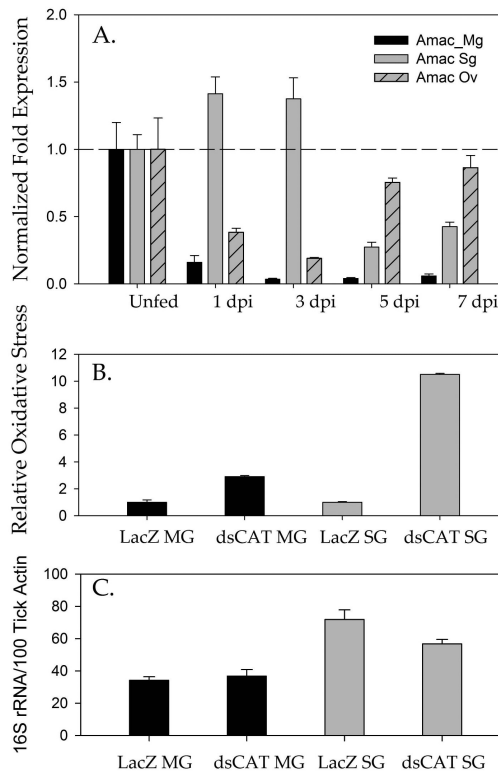 Normalized Fold Expression
A.
Amac_Mg
Amac Sg
Amac Ov
2.0
1.5
1.0
0.5
0.0
Unfed 1 dpi 3 dpi 5 dpi 7 dpi
Relative Oxidative Stress
B.
12
10
8
6
4
2
0
LacZ MG dsCAT MG LacZ SG dsCAT SG
16S rRNA/100 Tick Actin
C.
100
80
60
40
20
0
LacZ MG dsCAT MG LacZ SG dsCAT SG